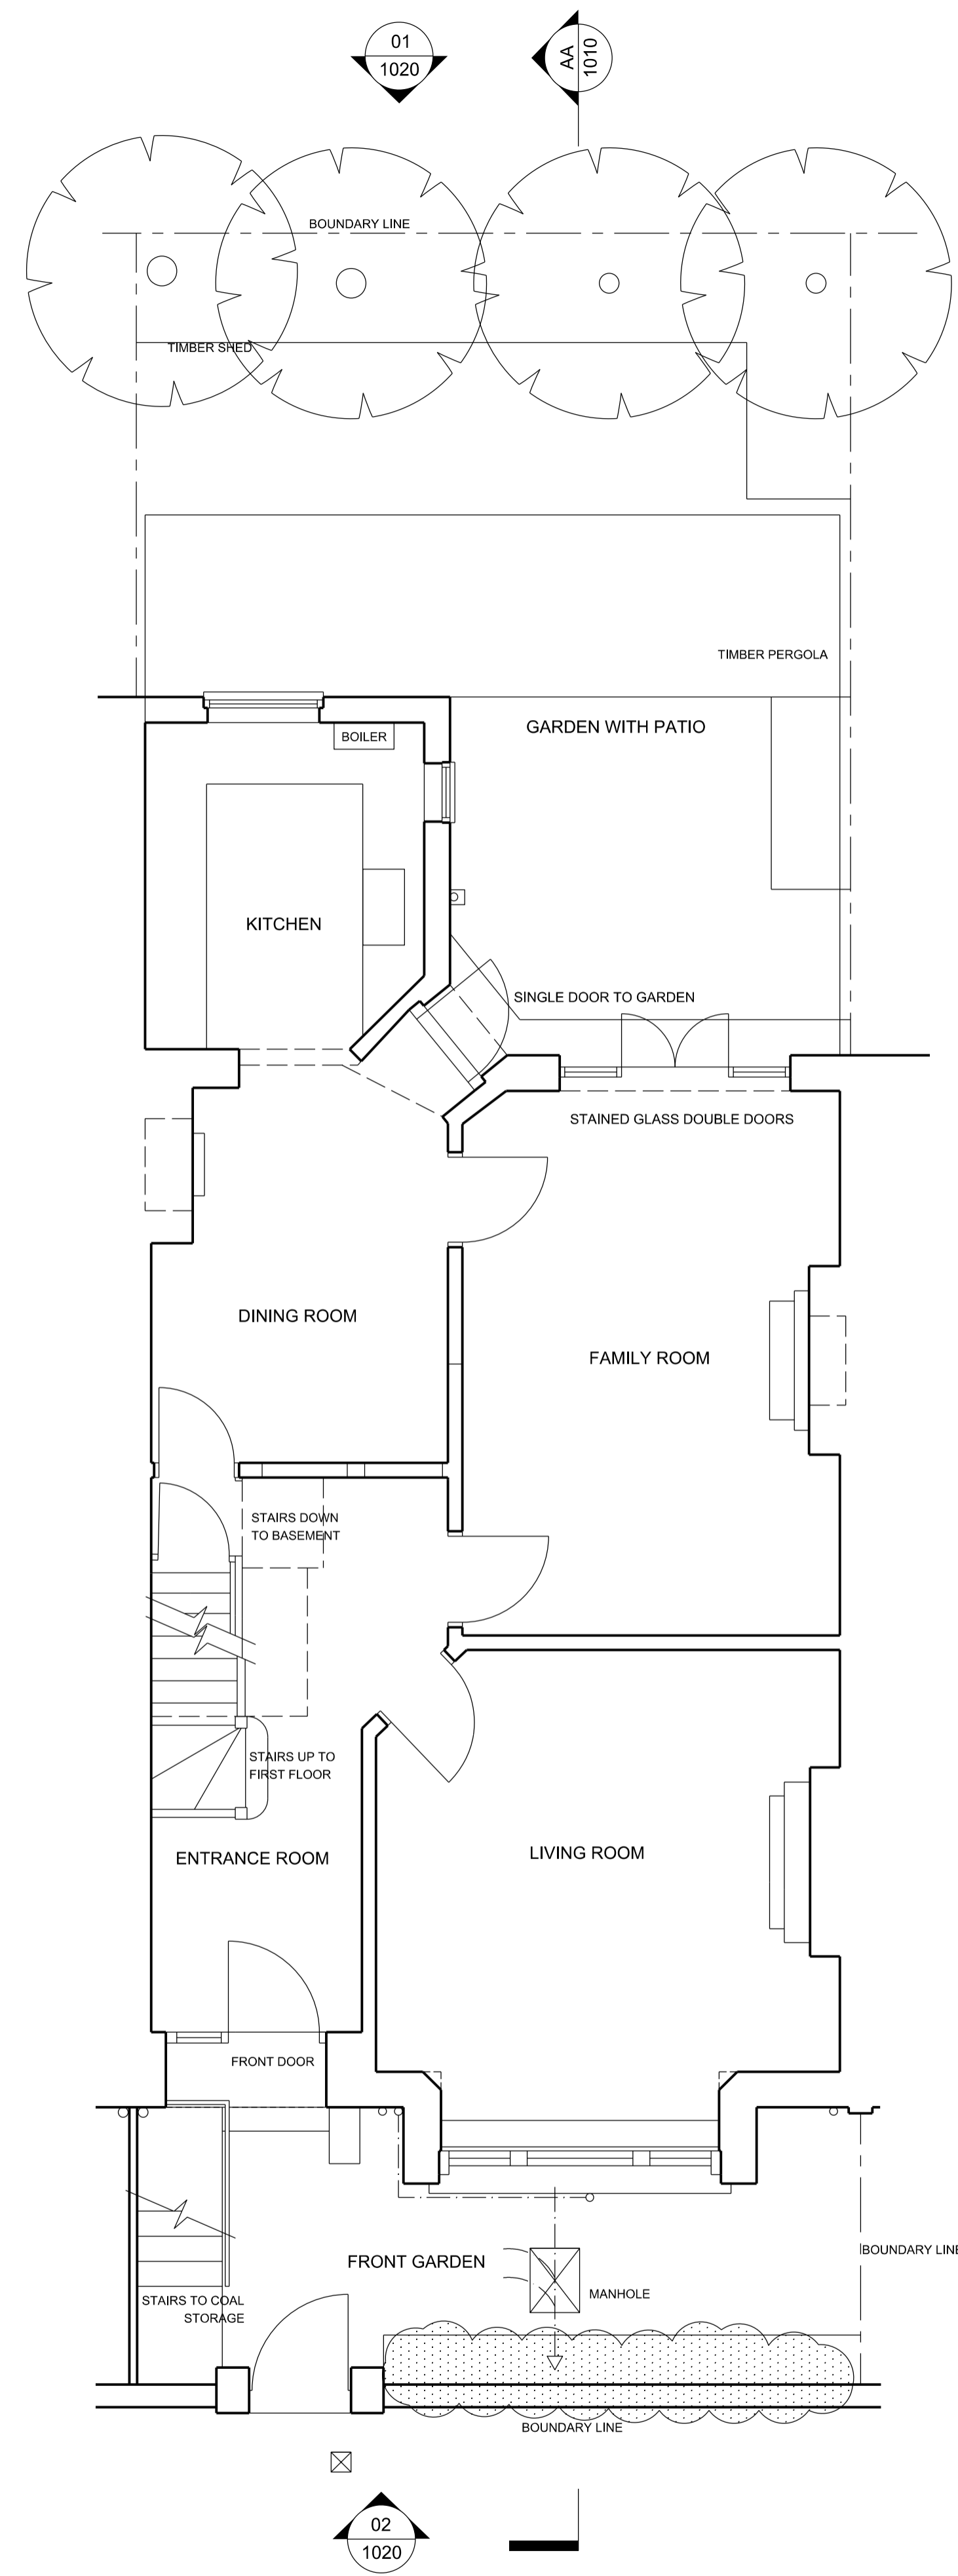 01
1020
AA
1010
BOUNDARY LINE
TIMBER SHED
TIMBER PERGOLA
GARDEN WITH PATIO
BOILER
KITCHEN
SINGLE DOOR TO GARDEN
STAINED GLASS DOUBLE DOORS
DINING ROOM
FAMILY ROOM
STAIRS DOWN
TO BASEMENT
STAIRS UP TO
FIRST FLOOR
ENTRANCE ROOM
LIVING ROOM
FRONT DOOR
BOUNDARY LINE
FRONT GARDEN
MANHOLE
STAIRS TO COAL
STORAGE
BOUNDARY LINE
02
1020